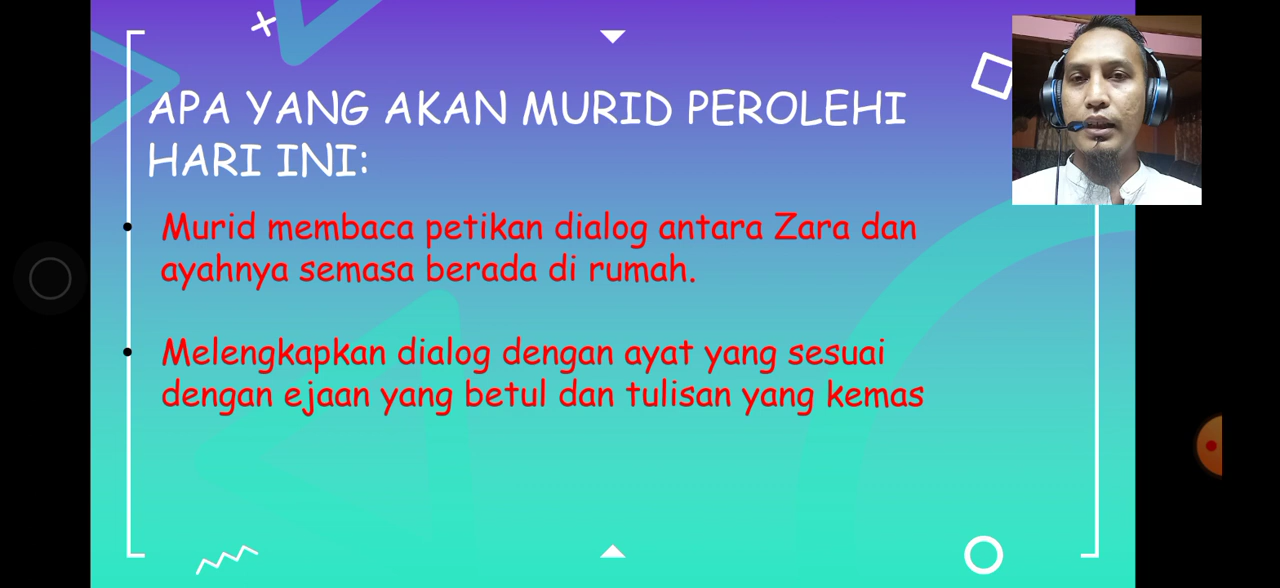 APA YANG AKAN MURID PEROLEHI
HARI INI:
• Murid membaca petikan dialog antara Zara dan
ayahnya semasa berada di rumah.
• Melengkapkan dialog dengan ayat yang sesuai
dengan ejaan yang betul dan tulisan yang kemas